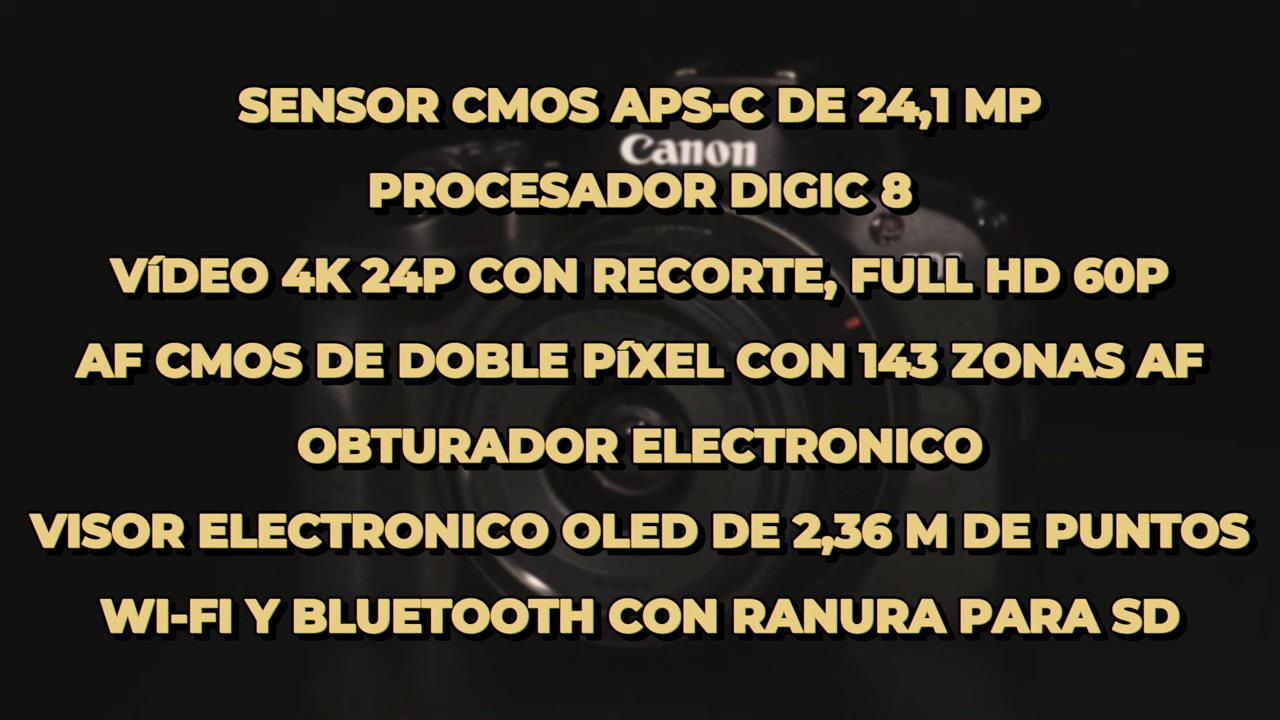 SENSOR CMOS APS-C DE 24,1 MP
Canon
PROCESADOR DIGIC 8
VíDEO 4K 24P CON RECORTE, FULL HD 60P
AF CMOS DE DOBLE PíXEL CON 143 ZONAS AF
OBTURADOR ELECTRONICO
VISOR ELECTRONICO OLED DE 2,36 M DE PUNTOS
WI-FI Y BLUETOOTH CON RANURA PARA SD